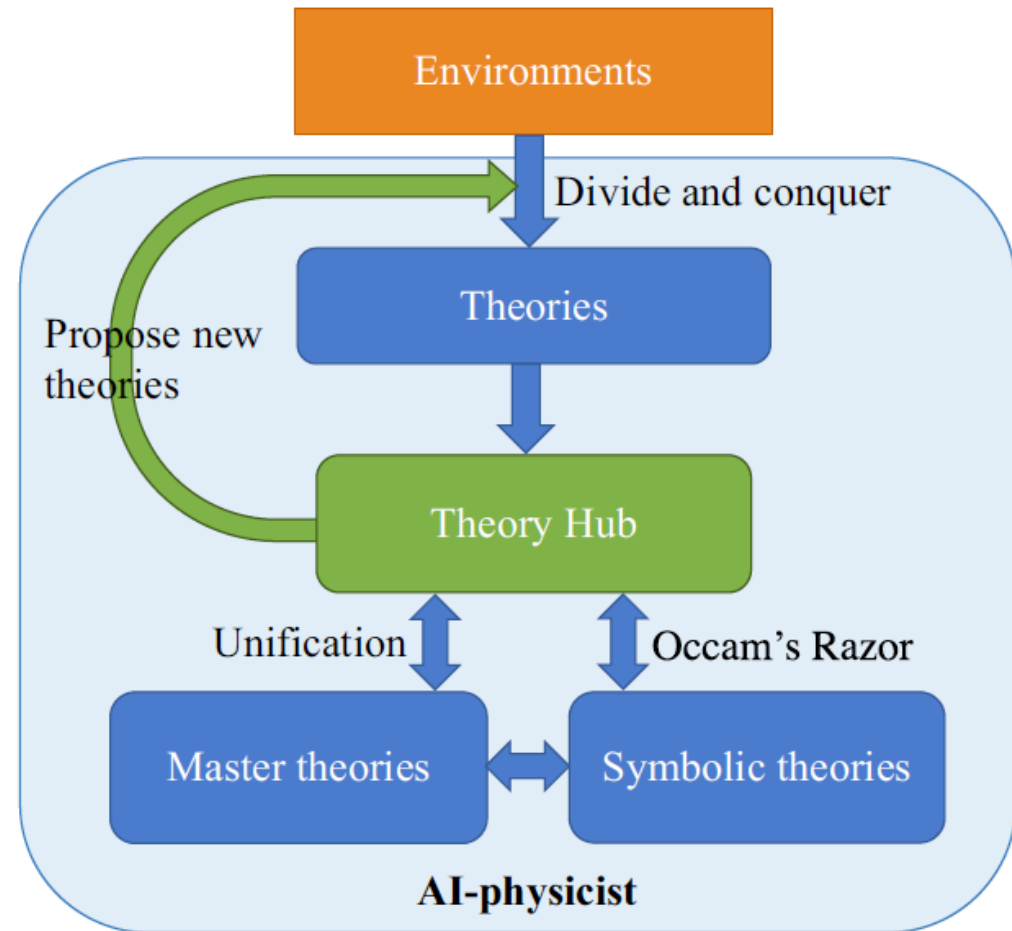 Environments
Divide and conquer
Theories
Propose new
theories
Theory Hub
Unification
Occam’s Razor
Master theories
Symbolic theories
AI-physicist